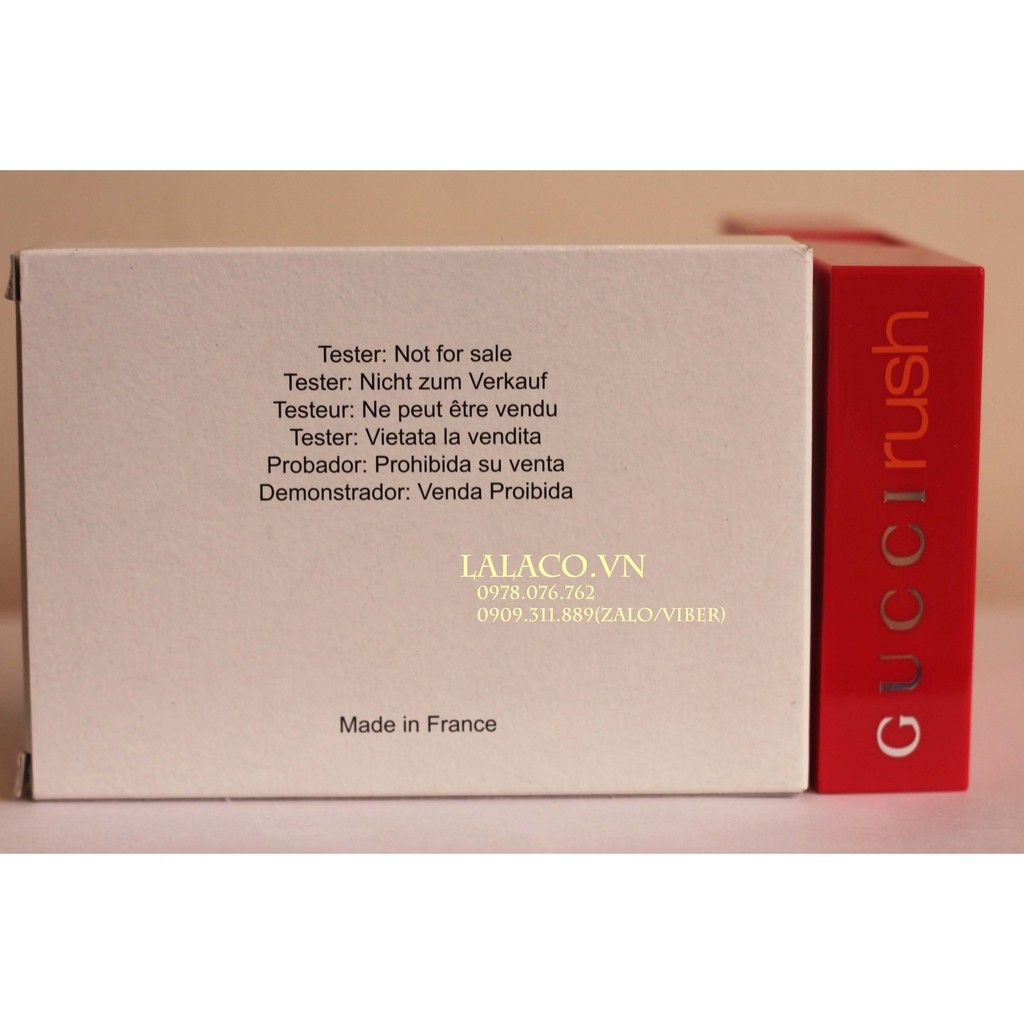 Tester: Not for sale
Tester: Nicht zum Verkauf
Testeur: Ne peut être vendu
Tester: Vietata la vendita
Probador: Prohibida su venta
Demonstrador: Venda Proibida
LALACO.VN
0978.076.762
0909.311.889(ZALO/VIBER)
Made in France
GUCCI rush